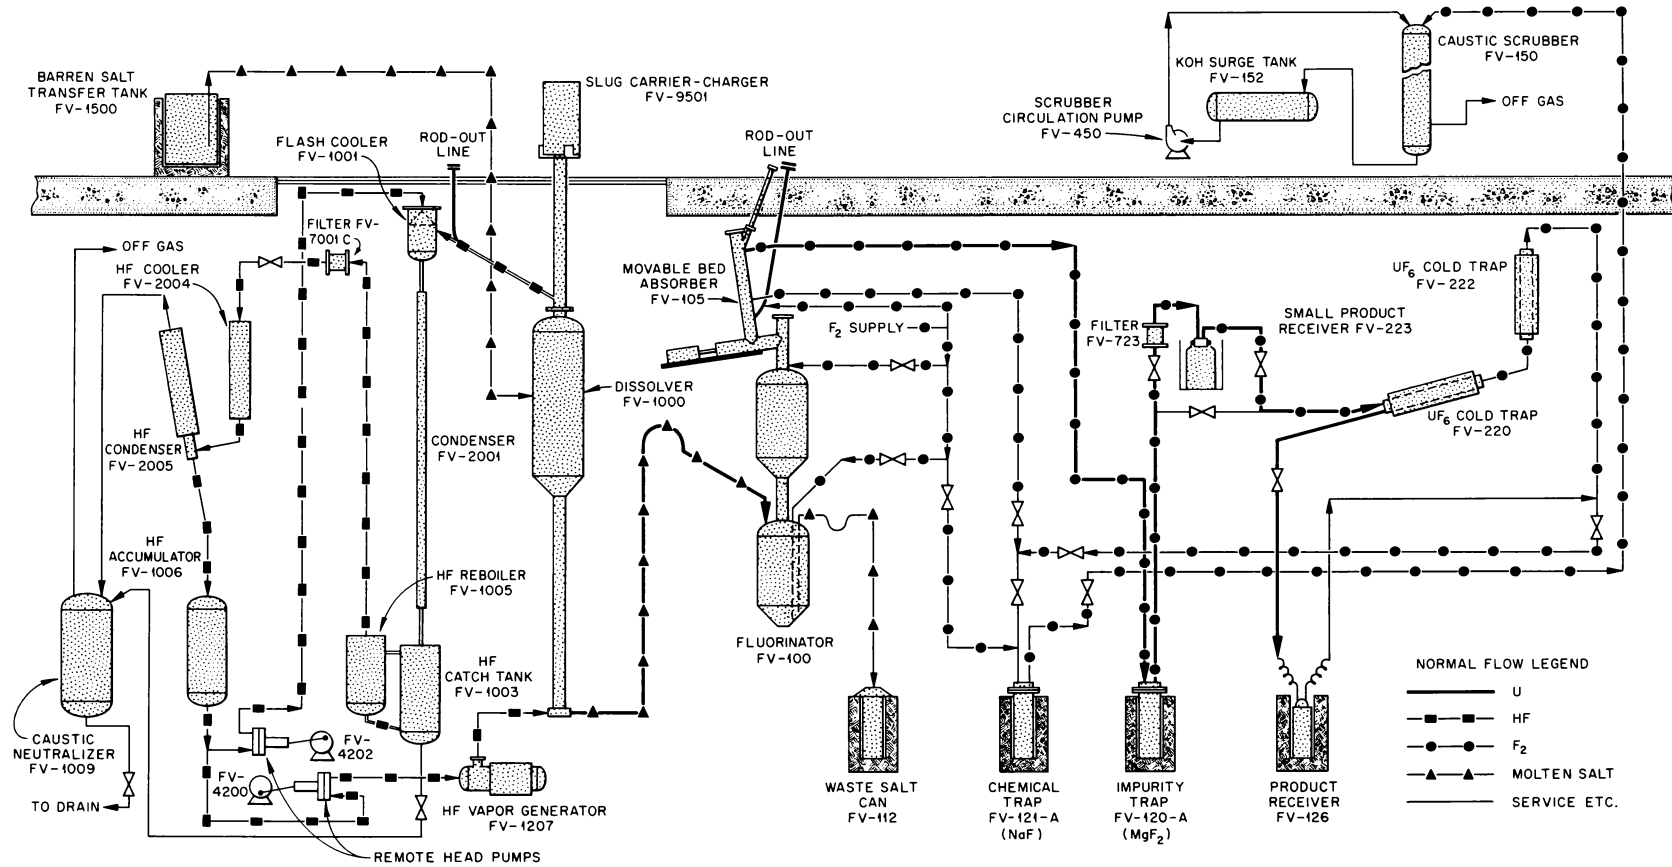 BARREN SALT
TRANSFER TANK
FV-1500
SLUG CARRIER-CHARGER
FV-9501
FLASH COOLER
FV-1001
ROD-OUT
LINE
ROD-OUT
LINE
KOH SURGE TANK
FV-152
CAUSTIC SCRUBBER
FV-150
SCRUBBER
CIRCULATION PUMP
FV-450
OFF GAS
OFF GAS
FILTER FV-
7001 C
HF COOLER
FV-2004
MOVABLE BED
ABSORBER
FV-105
F2 SUPPLY
FILTER
FV-723
SMALL PRODUCT
RECEIVER FV-223
UF6 COLD TRAP
FV-222
UF6 COLD TRAP
FV-220
DISSOLVER
FV-1000
CONDENSER
FV-2001
HF
CONDENSER
FV-2005
HF
ACCUMULATOR
FV-1006
HF REBOILER
FV-1005
HF
CATCH TANK
FV-1003
FLUORINATOR
FV-100
CAUSTIC
NEUTRALIZER
FV-1009
TO DRAIN
FV-
4202
FV-
4200
HF VAPOR GENERATOR
FV-1207
REMOTE HEAD PUMPS
WASTE SALT
CAN
FV-112
CHEMICAL
TRAP
FV-121-A
(NaF)
IMPURITY
TRAP
FV-120-A
(MgF2)
PRODUCT
RECEIVER
FV-126
NORMAL FLOW LEGEND
U
HF
F2
MOLTEN SALT
SERVICE ETC.